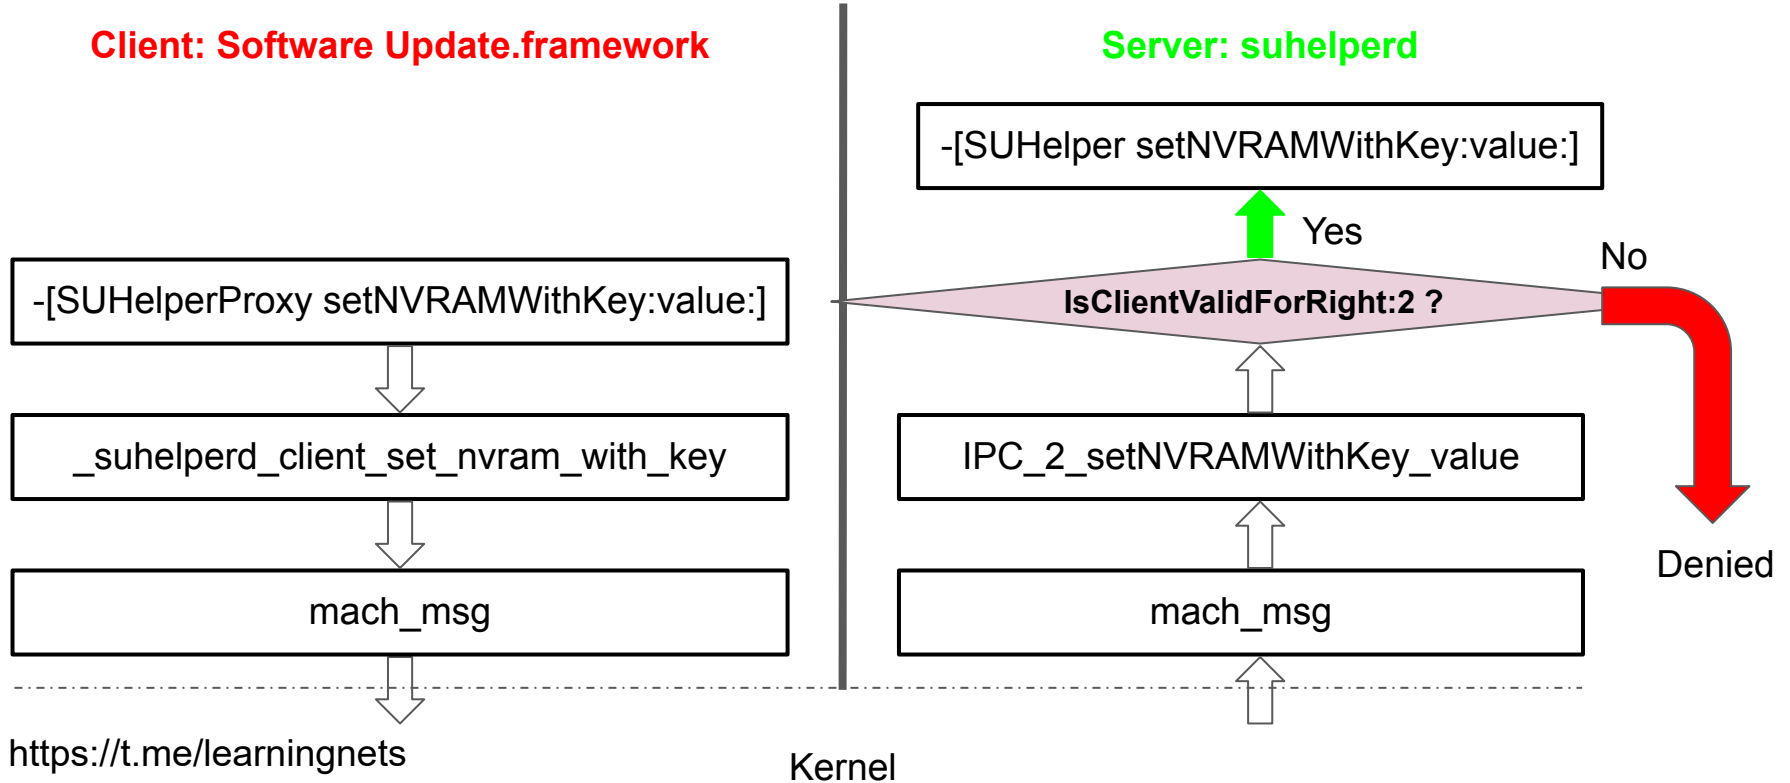 Client: Software Update.framework
-[SUHelperProxy setNVRAMWithKey:value:]
_suhelperd_client_set_nvram_with_key
mach_msg
https://t.me/learningnets
Server: suhelperd
-[SUHelper setNVRAMWithKey:value:]
Yes
No
IsClientValidForRight:2 ?
IPC_2_setNVRAMWithKey_value
Denied
mach_msg
Kernel